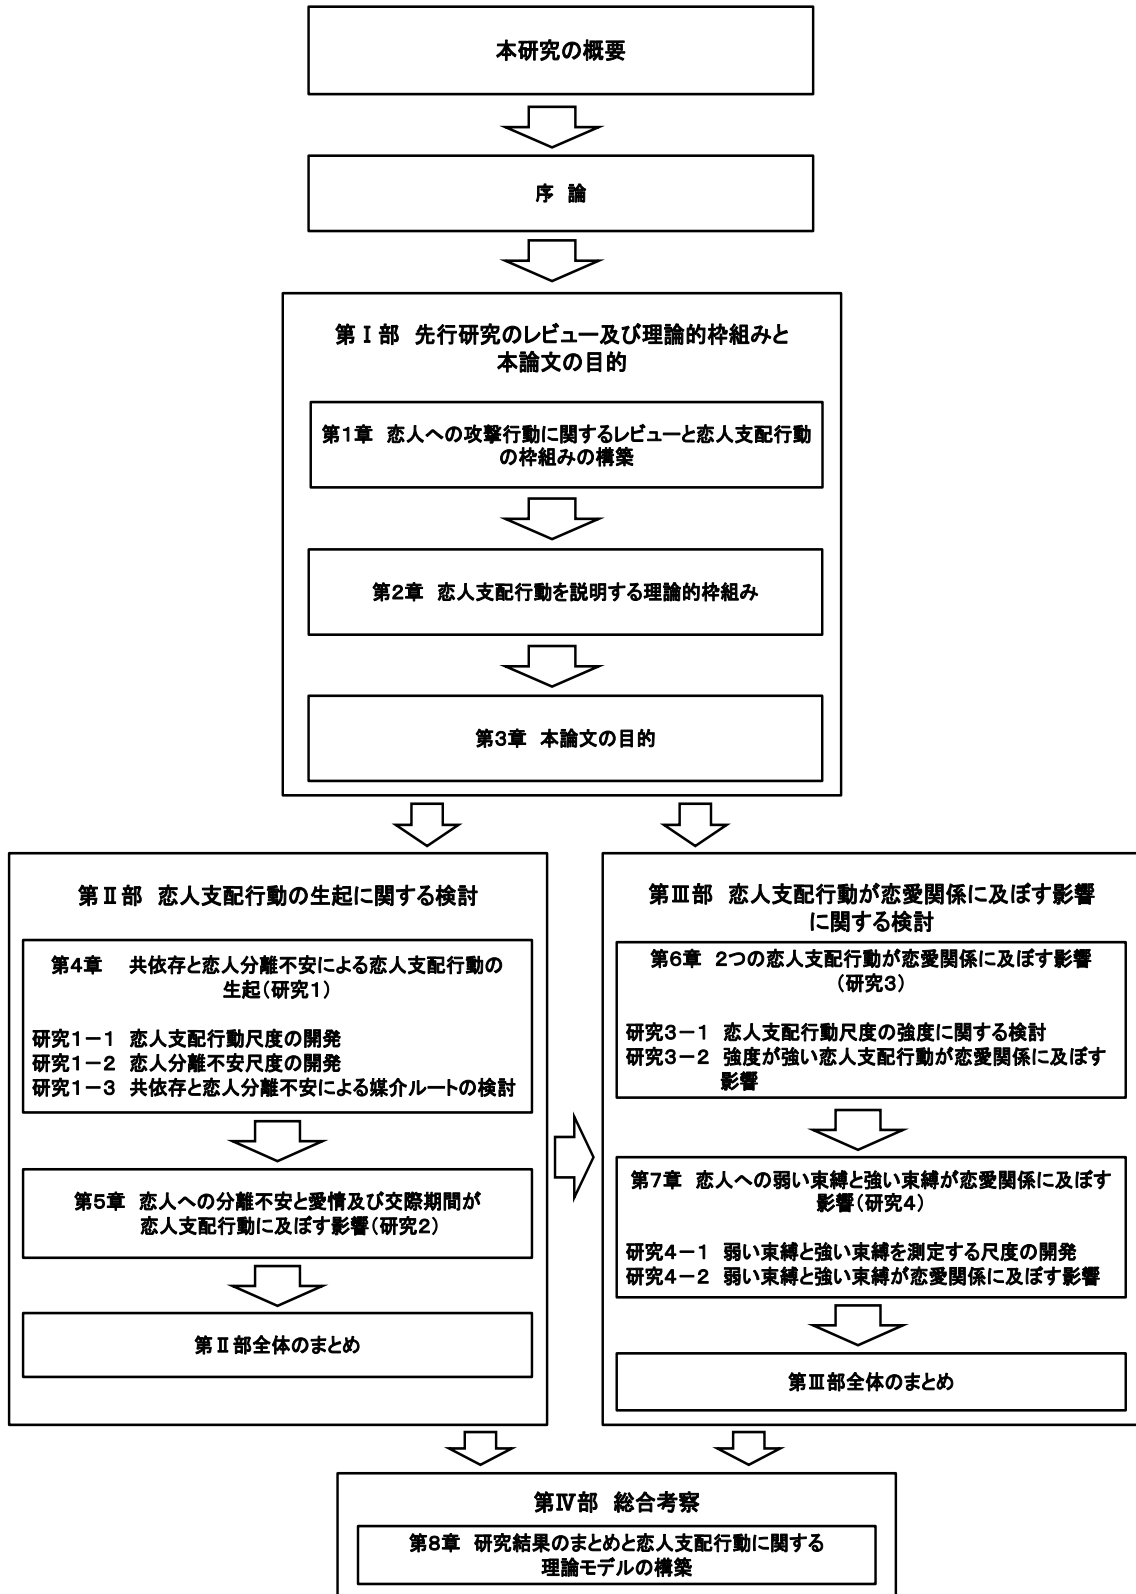 本研究の概要
序 論
第Ⅰ部 先行研究のレビュー及び理論的枠組みと
本論文の目的
第1章 恋人への攻撃行動に関するレビューと恋人支配行動
の枠組みの構築
第2章 恋人支配行動を説明する理論的枠組み
第3章 本論文の目的
第Ⅱ部 恋人支配行動の生起に関する検討
第4章 共依存と恋人分離不安による恋人支配行動の
生起(研究1)
研究1-1 恋人支配行動尺度の開発
研究1-2 恋人分離不安尺度の開発
研究1-3 共依存と恋人分離不安による媒介ルートの検討
第5章 恋人への分離不安と愛情及び交際期間が
恋人支配行動に及ぼす影響(研究2)
第Ⅱ部全体のまとめ
第Ⅲ部 恋人支配行動が恋愛関係に及ぼす影響
に関する検討
第6章 2つの恋人支配行動が恋愛関係に及ぼす影響
(研究3)
研究3-1 恋人支配行動尺度の強度に関する検討
研究3-2 強度が強い恋人支配行動が恋愛関係に及ぼす
影響
第7章 恋人への弱い束縛と強い束縛が恋愛関係に及ぼす
影響(研究4)
研究4-1 弱い束縛と強い束縛を測定する尺度の開発
研究4-2 弱い束縛と強い束縛が恋愛関係に及ぼす影響
第Ⅲ部全体のまとめ
第Ⅳ部 総合考察
第8章 研究結果のまとめと恋人支配行動に関する
理論モデルの構築